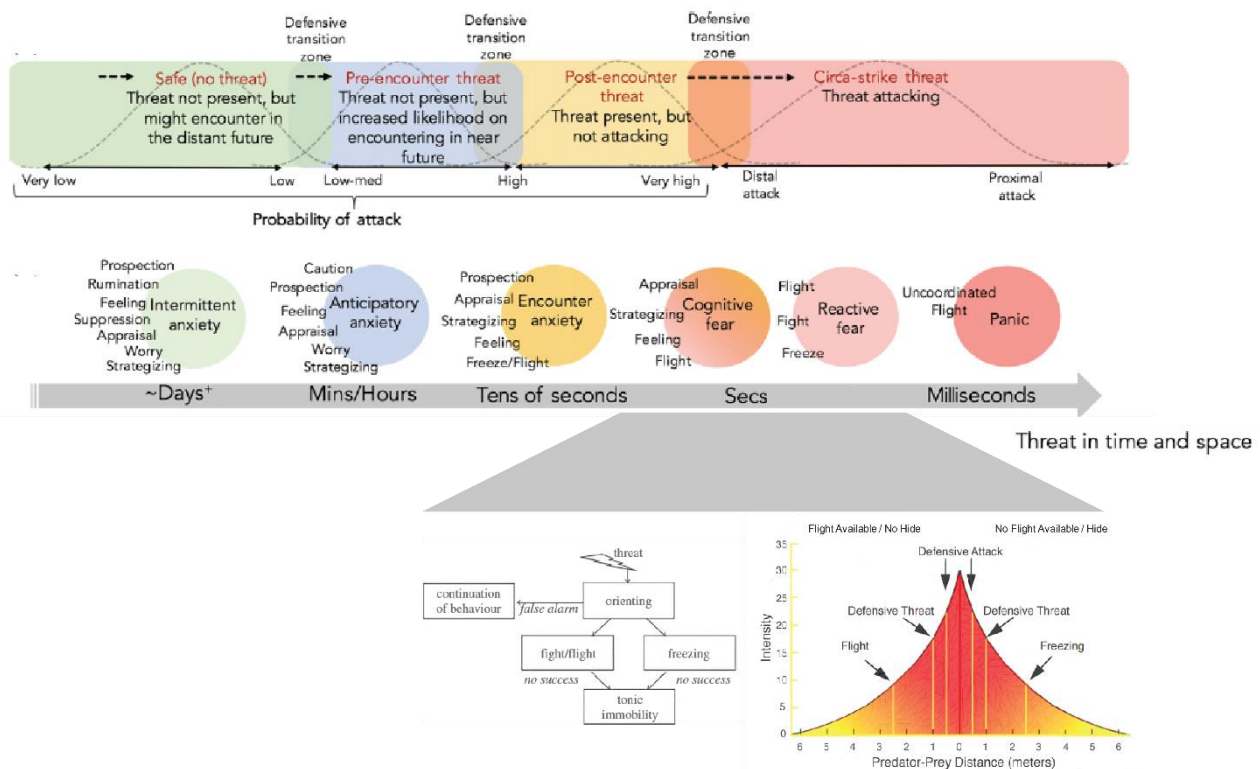 Defensive
transition
zone
Defensive
transition
zone
Defensive
transition
zone
Safe (no threat)
Threat not present, but
might encounter in
the distant future
Pre-encounter threat
Threat not present, but
increased likelihood on
encountering in near
future
Post-encounter
threat
Threat present, but
not attacking
Circa-strike threat
Threat attacking
Very low
Low
Low-med
High
Very high
Distal
attack
Proximal
attack
Probability of attack
Prospection
Rumination
Feeling
Suppression
Appraisal
Worry
Strategizing
Intermittent
anxiety
Caution
Prospection
Feeling
Appraisal
Worry
Strategizing
Anticipatory
anxiety
Prospection
Appraisal
Strategizing
Feeling
Freeze/Flight
Encounter
anxiety
Appraisal
Strategizing
Feeling
Flight
Cognitive
fear
Flight
Fight
Freeze
Reactive
fear
Uncoordinated
Flight
Panic
~Days+
Mins/Hours
Tens of seconds
Secs
Milliseconds
Threat in time and space
threat
continuation
of behaviour
false alarm
orienting
fight/flight
freezing
no success
no success
tonic
immobility
Flight Available / No Hide
No Flight Available / Hide
Defensive Attack
Defensive Threat
Defensive Threat
Flight
Freezing
Intensity
35
30
25
20
15
10
5
0
6 5 4 3 2 1 0 1 2 3 4 5 6
Predator-Prey Distance (meters)